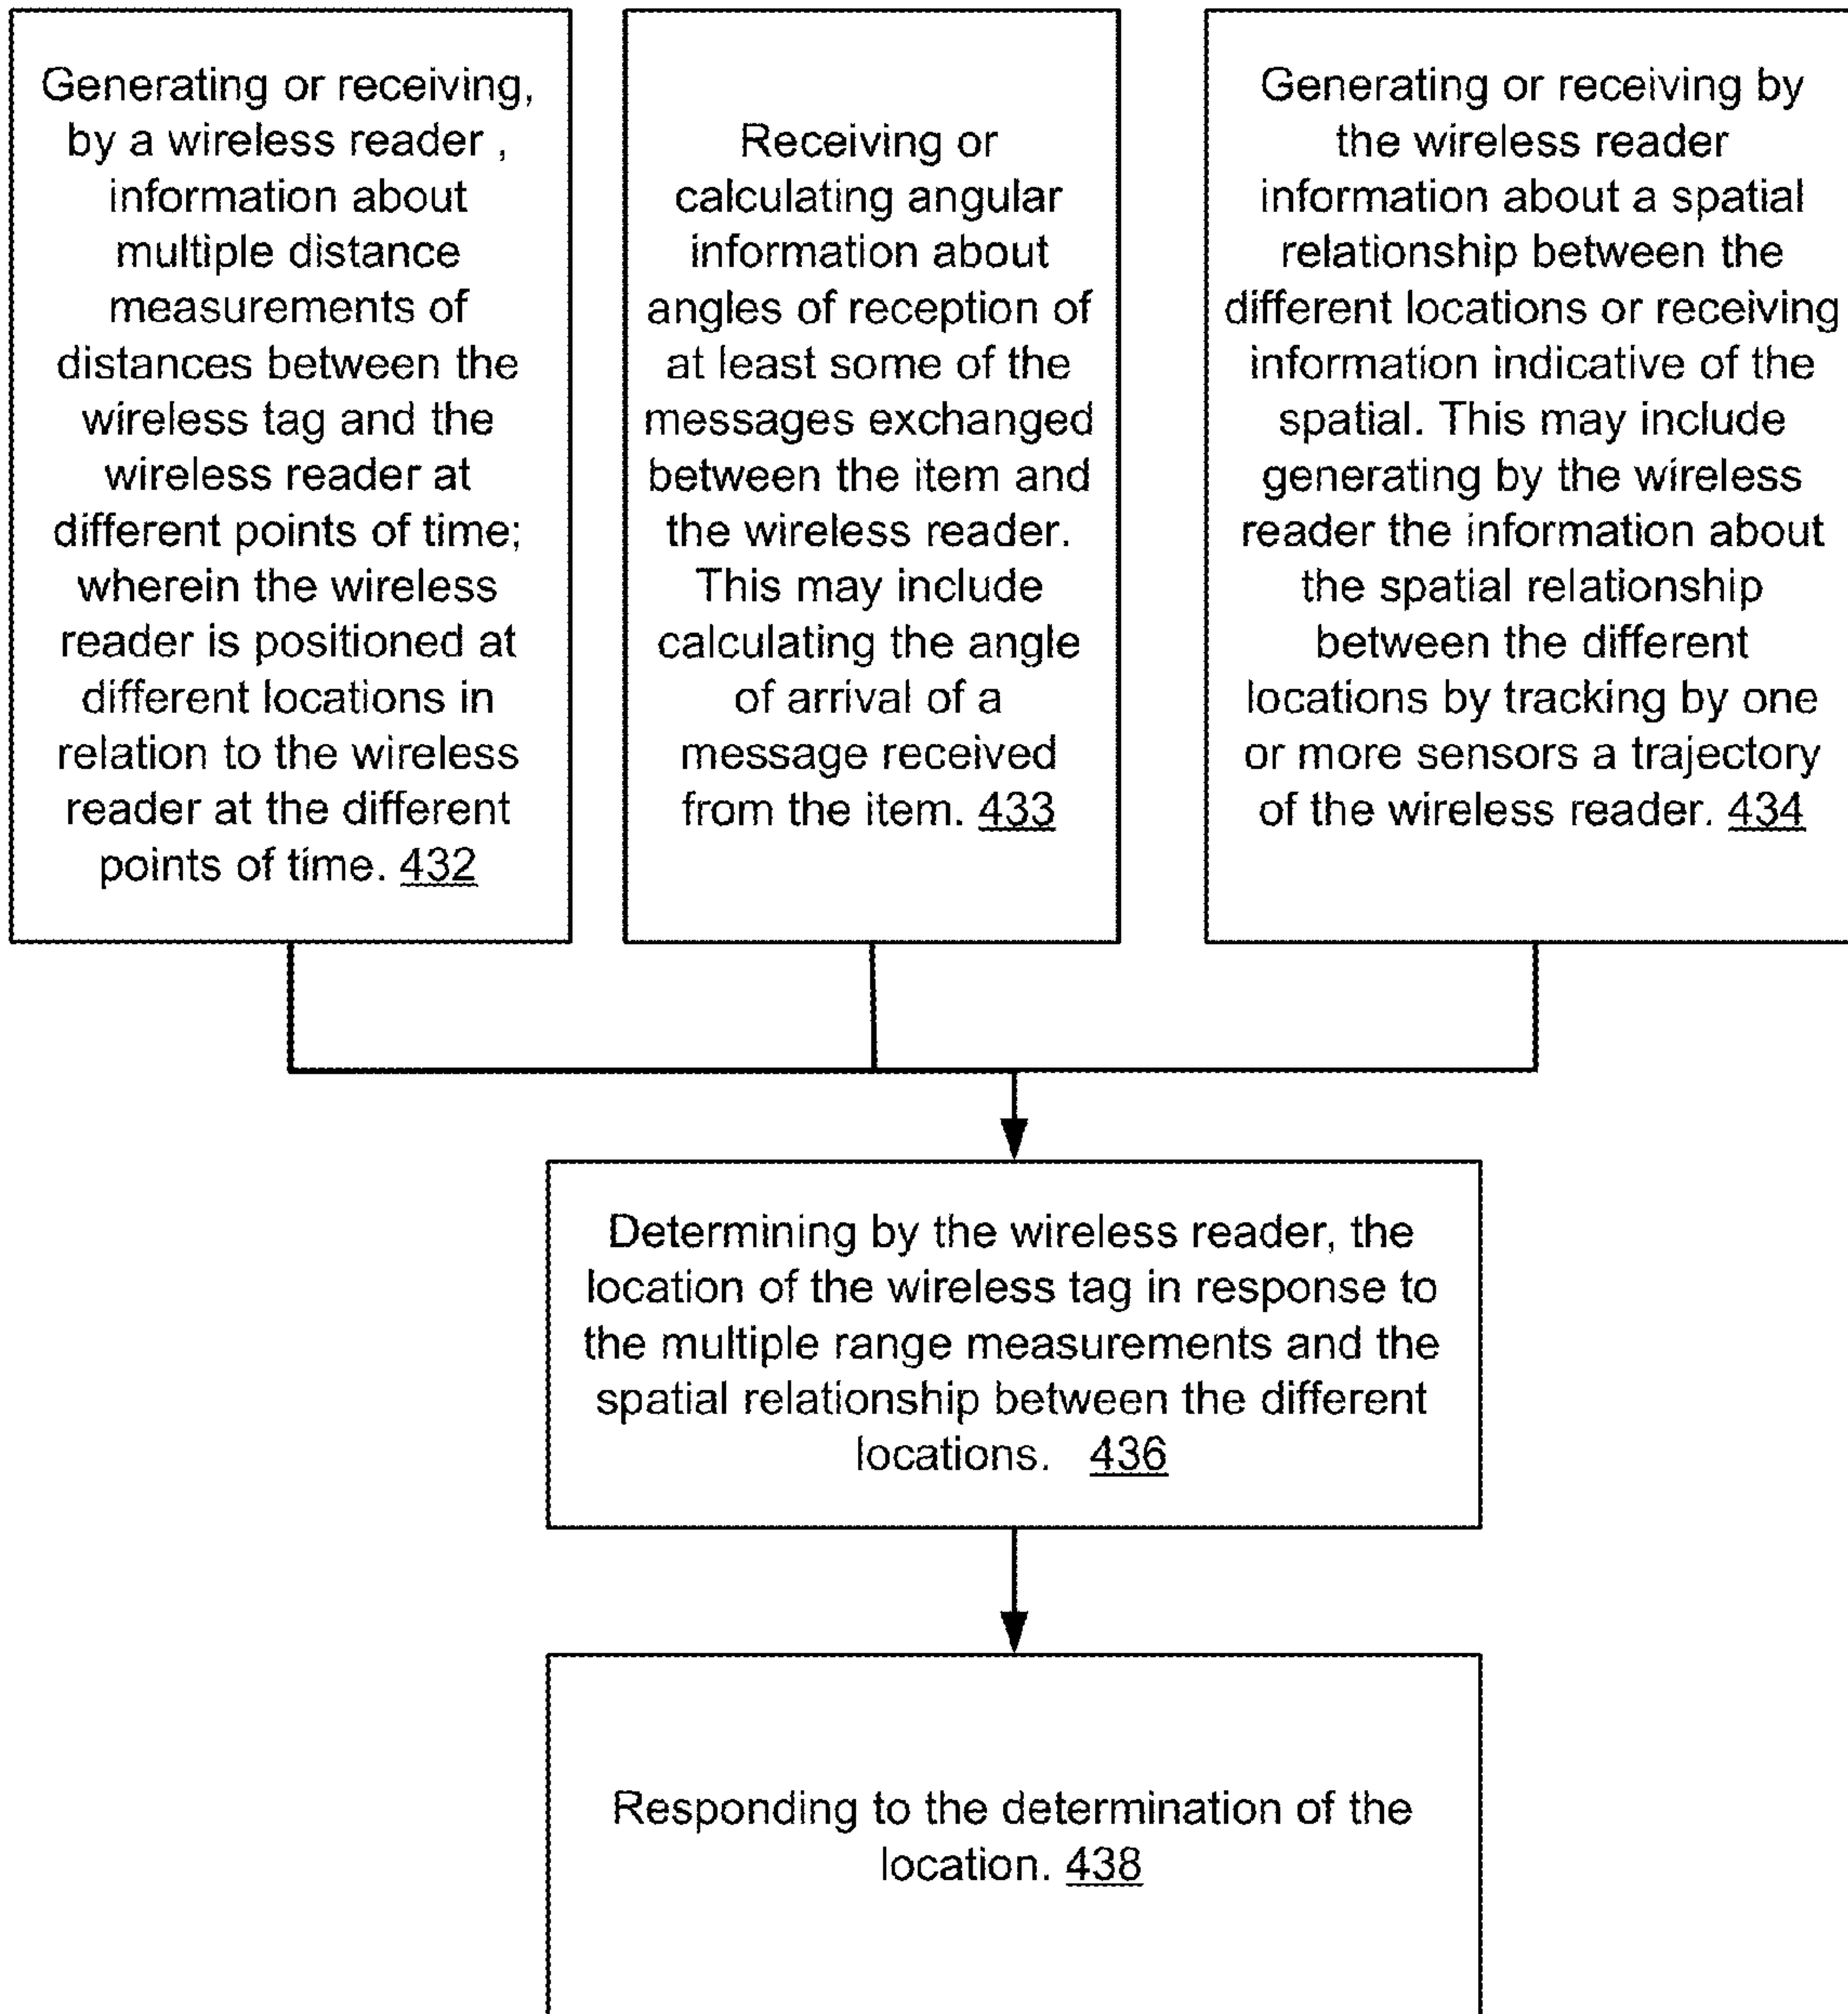 Generating or receiving,
by a wireless reader ,
information about
multiple distance
measurements of
distances between the
wireless tag and the
wireless reader at
different points of time;
wherein the wireless
reader is positioned at
different locations in
relation to the wireless
reader at the different
points of time. 432
Receiving or
calculating angular
information about
angles of reception of
at least some of the
messages exchanged
between the item and
the wireless reader.
This may include
calculating the angle
of arrival of a
message received
from the item. 433
Generating or receiving by
the wireless reader
information about a spatial
relationship between the
different locations or receiving
information indicative of the
spatial. This may include
generating by the wireless
reader the information about
the spatial relationship
between the different
locations by tracking by one
or more sensors a trajectory
of the wireless reader. 434
Determining by the wireless reader, the
location of the wireless tag in response to
the multiple range measurements and the
spatial relationship between the different
locations. 436
Responding to the determination of the
location. 438